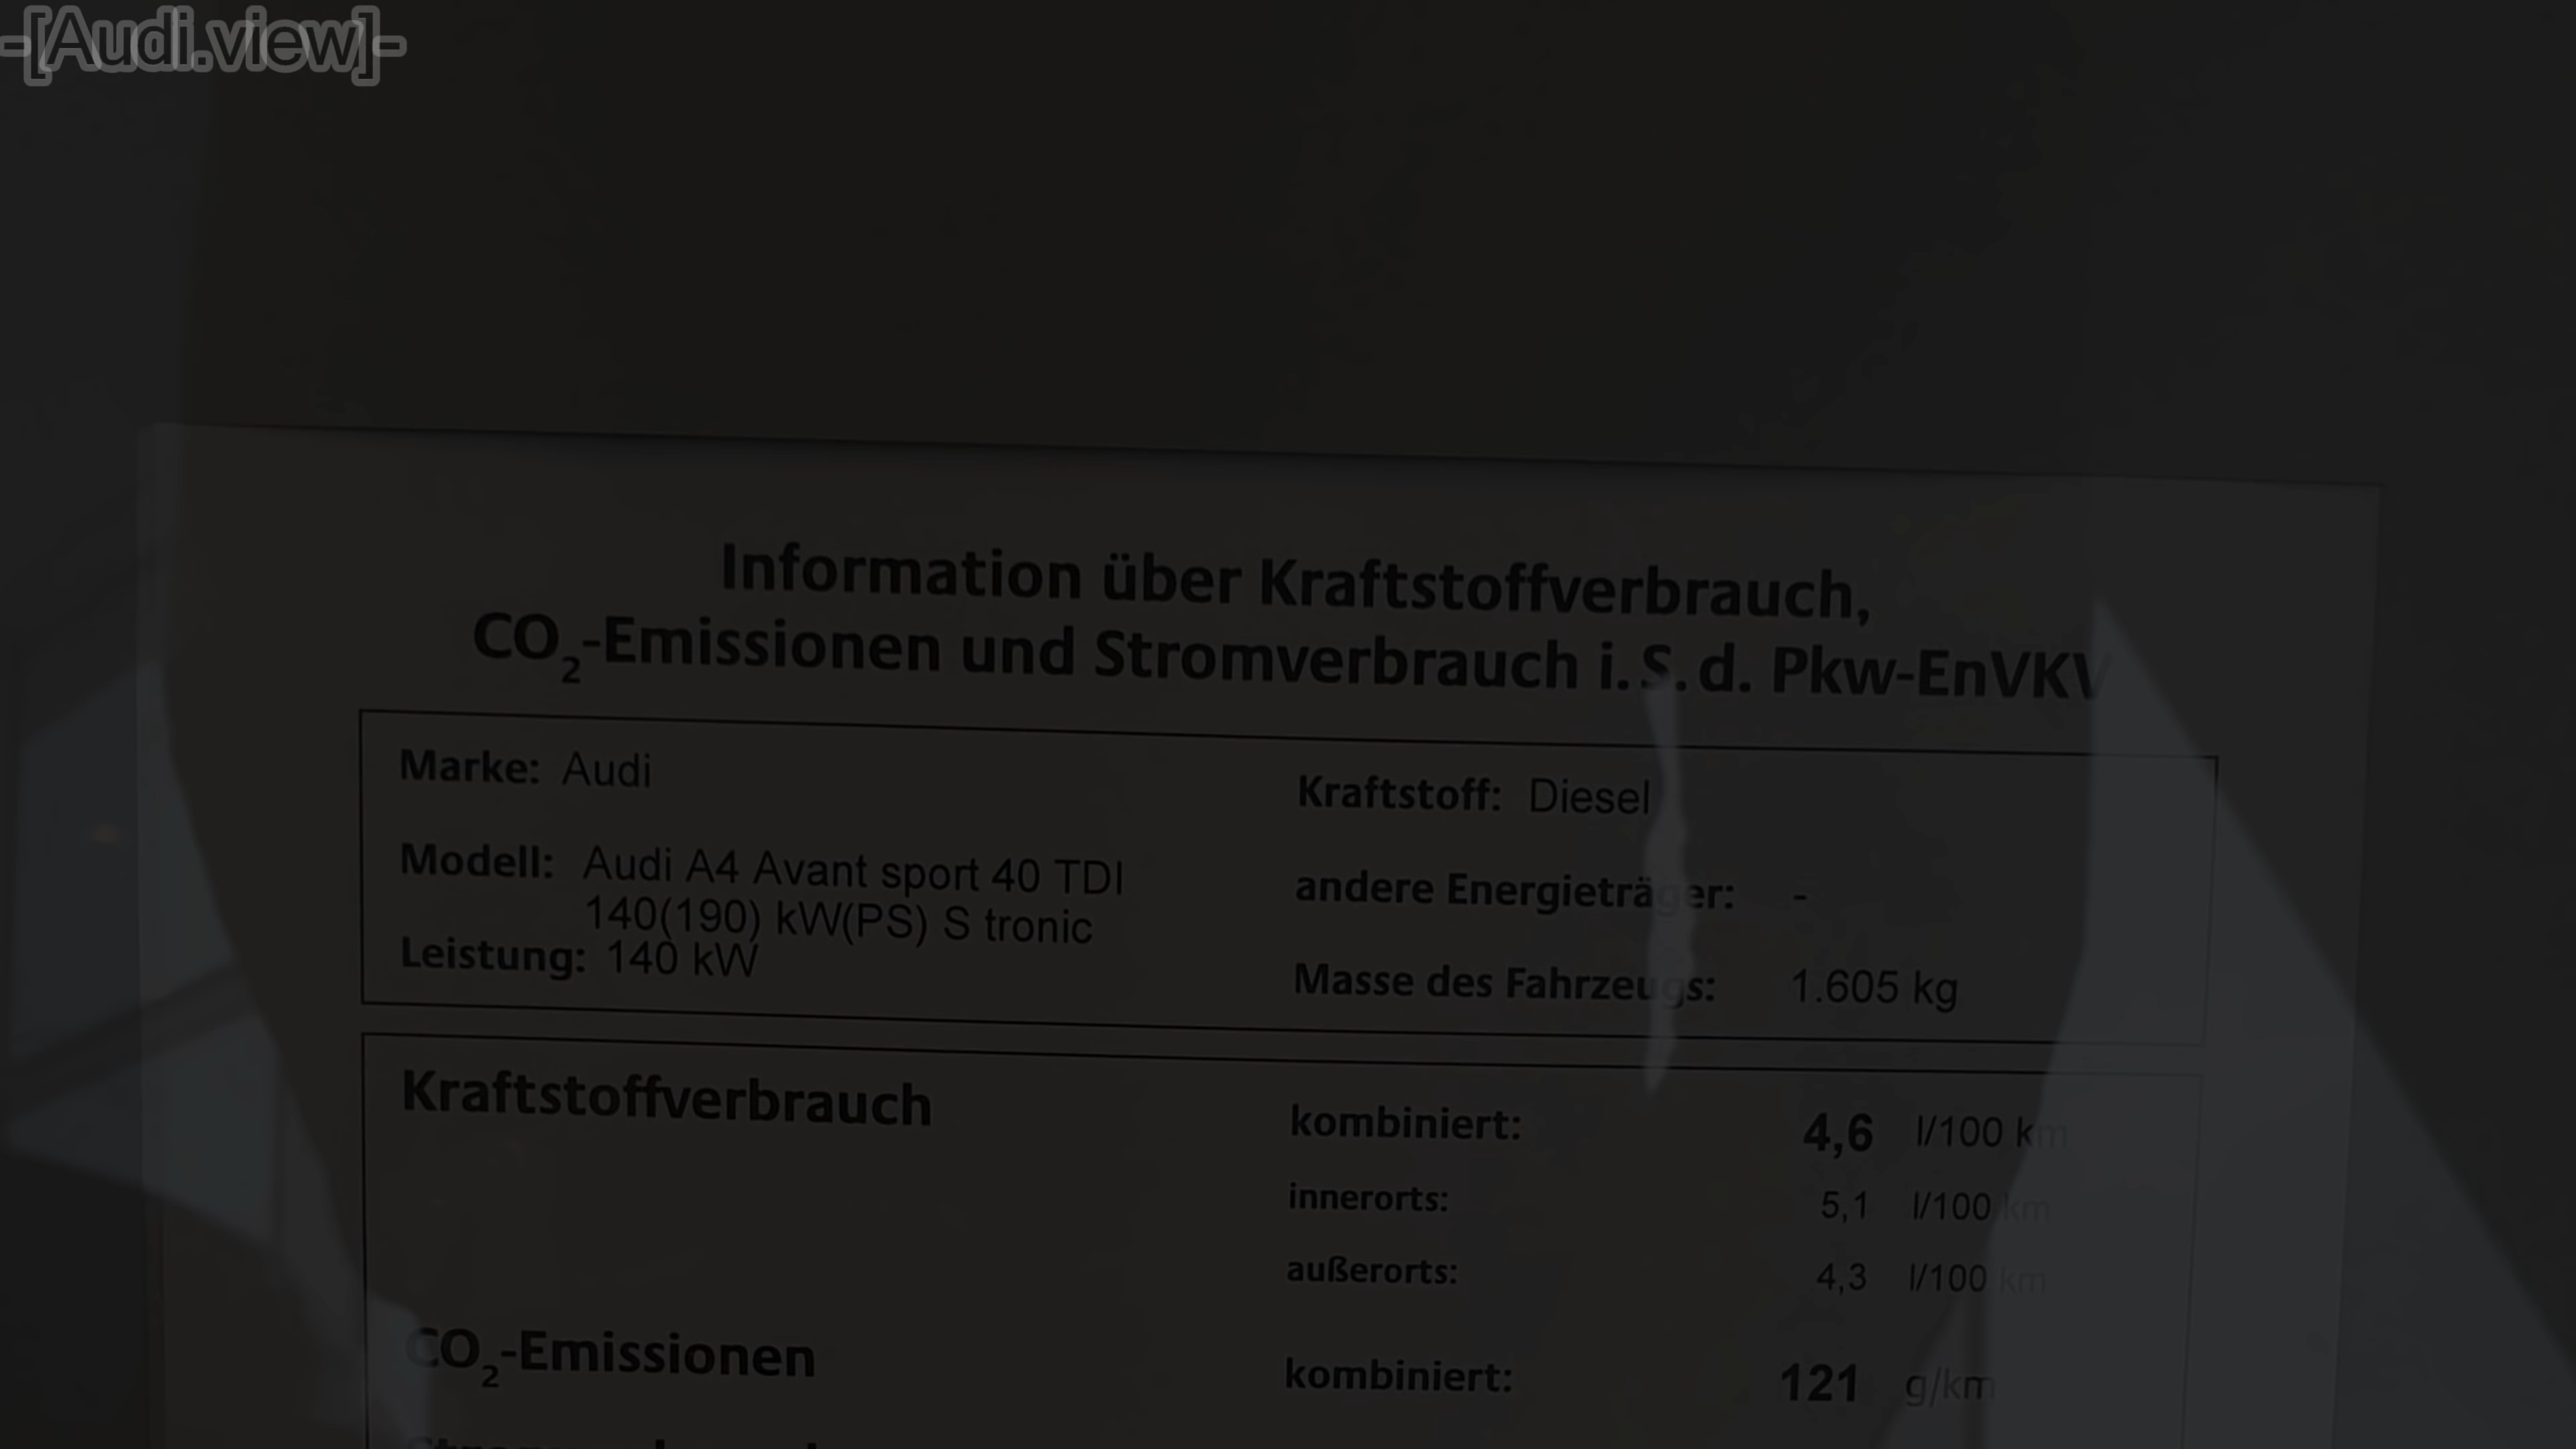 -[Audi.view]-
Information über Kraftstoffverbrauch,
CO₂-Emissionen und Stromverbrauch i. S. d. Pkw-EnVKV
Marke: Audi
Modell: Audi A4 Avant sport 40 TDI
140(190) kW(PS) S tronic
Leistung: 140 kW
Kraftstoff: Diesel
andere Energieträger: -
Masse des Fahrzeugs: 1.605 kg
Kraftstoffverbrauch kombiniert: 4,6 l/100 km
innerorts: 5,1 l/100 km
außerorts: 4,3 l/100 km
CO₂-Emissionen kombiniert: 121 g/km